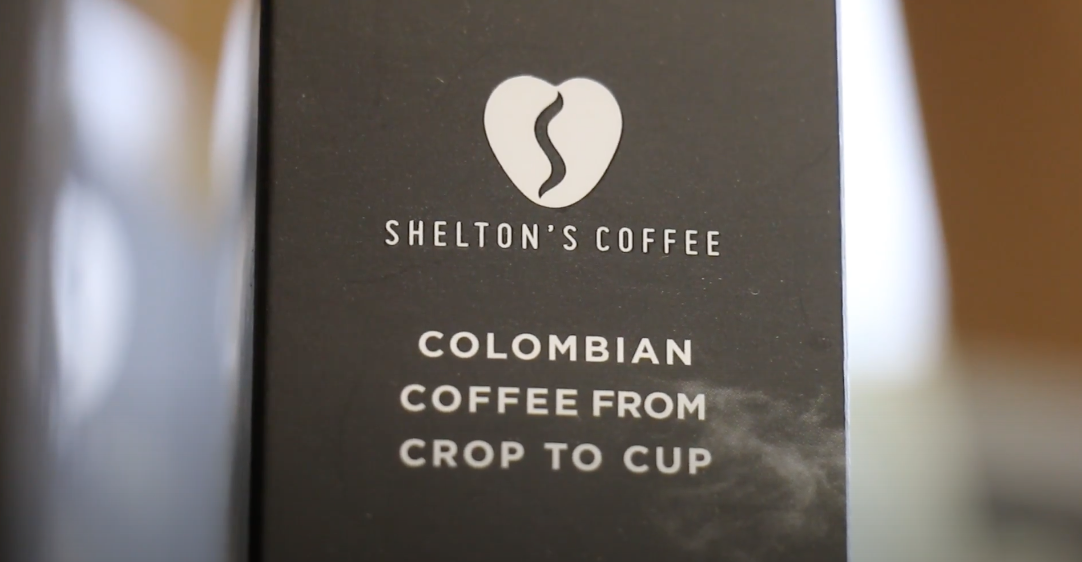 SHELTON'S COFFEE
COLOMBIAN
COFFEE FROM
CROP TO CUP